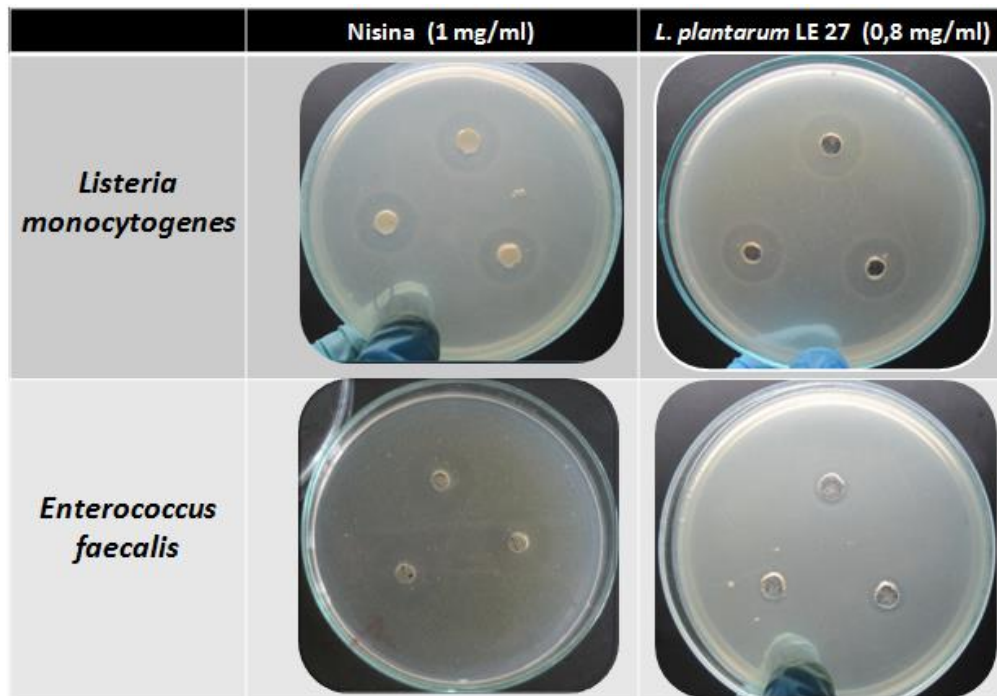 Nisina (1 mg/ml)
L. plantarum LE 27 (0,8 mg/ml)
Listeria
monocytogenes
Enterococcus
faecalis